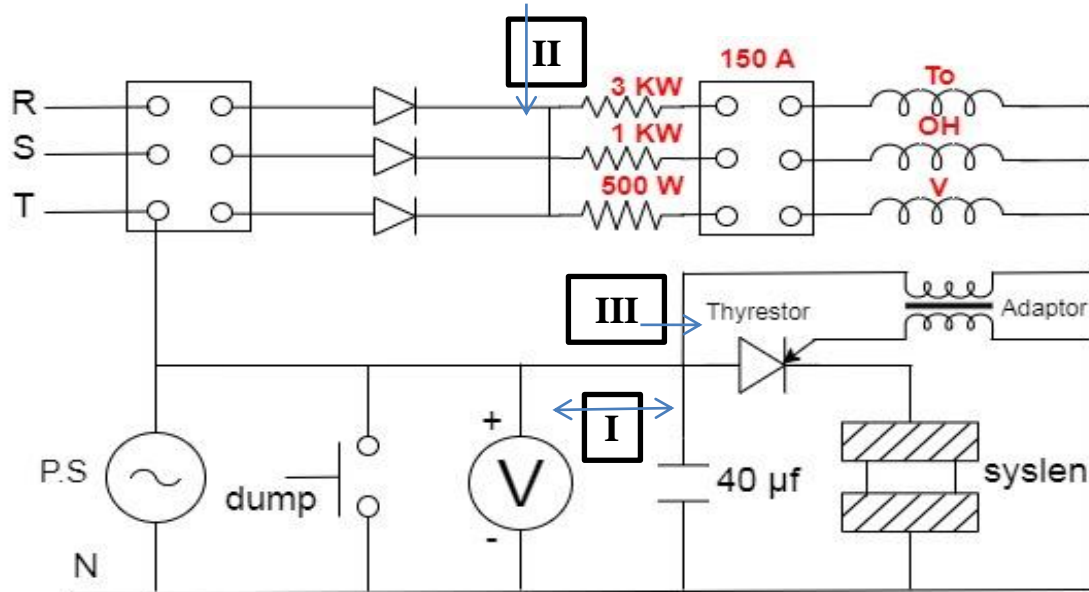 II
150 A
R
3 KW
To
S
1 KW
OH
T
500 W
V
III
Thyrestor
Adaptor
I
+
P.S
dump
V
40 µf
syslen
-
N